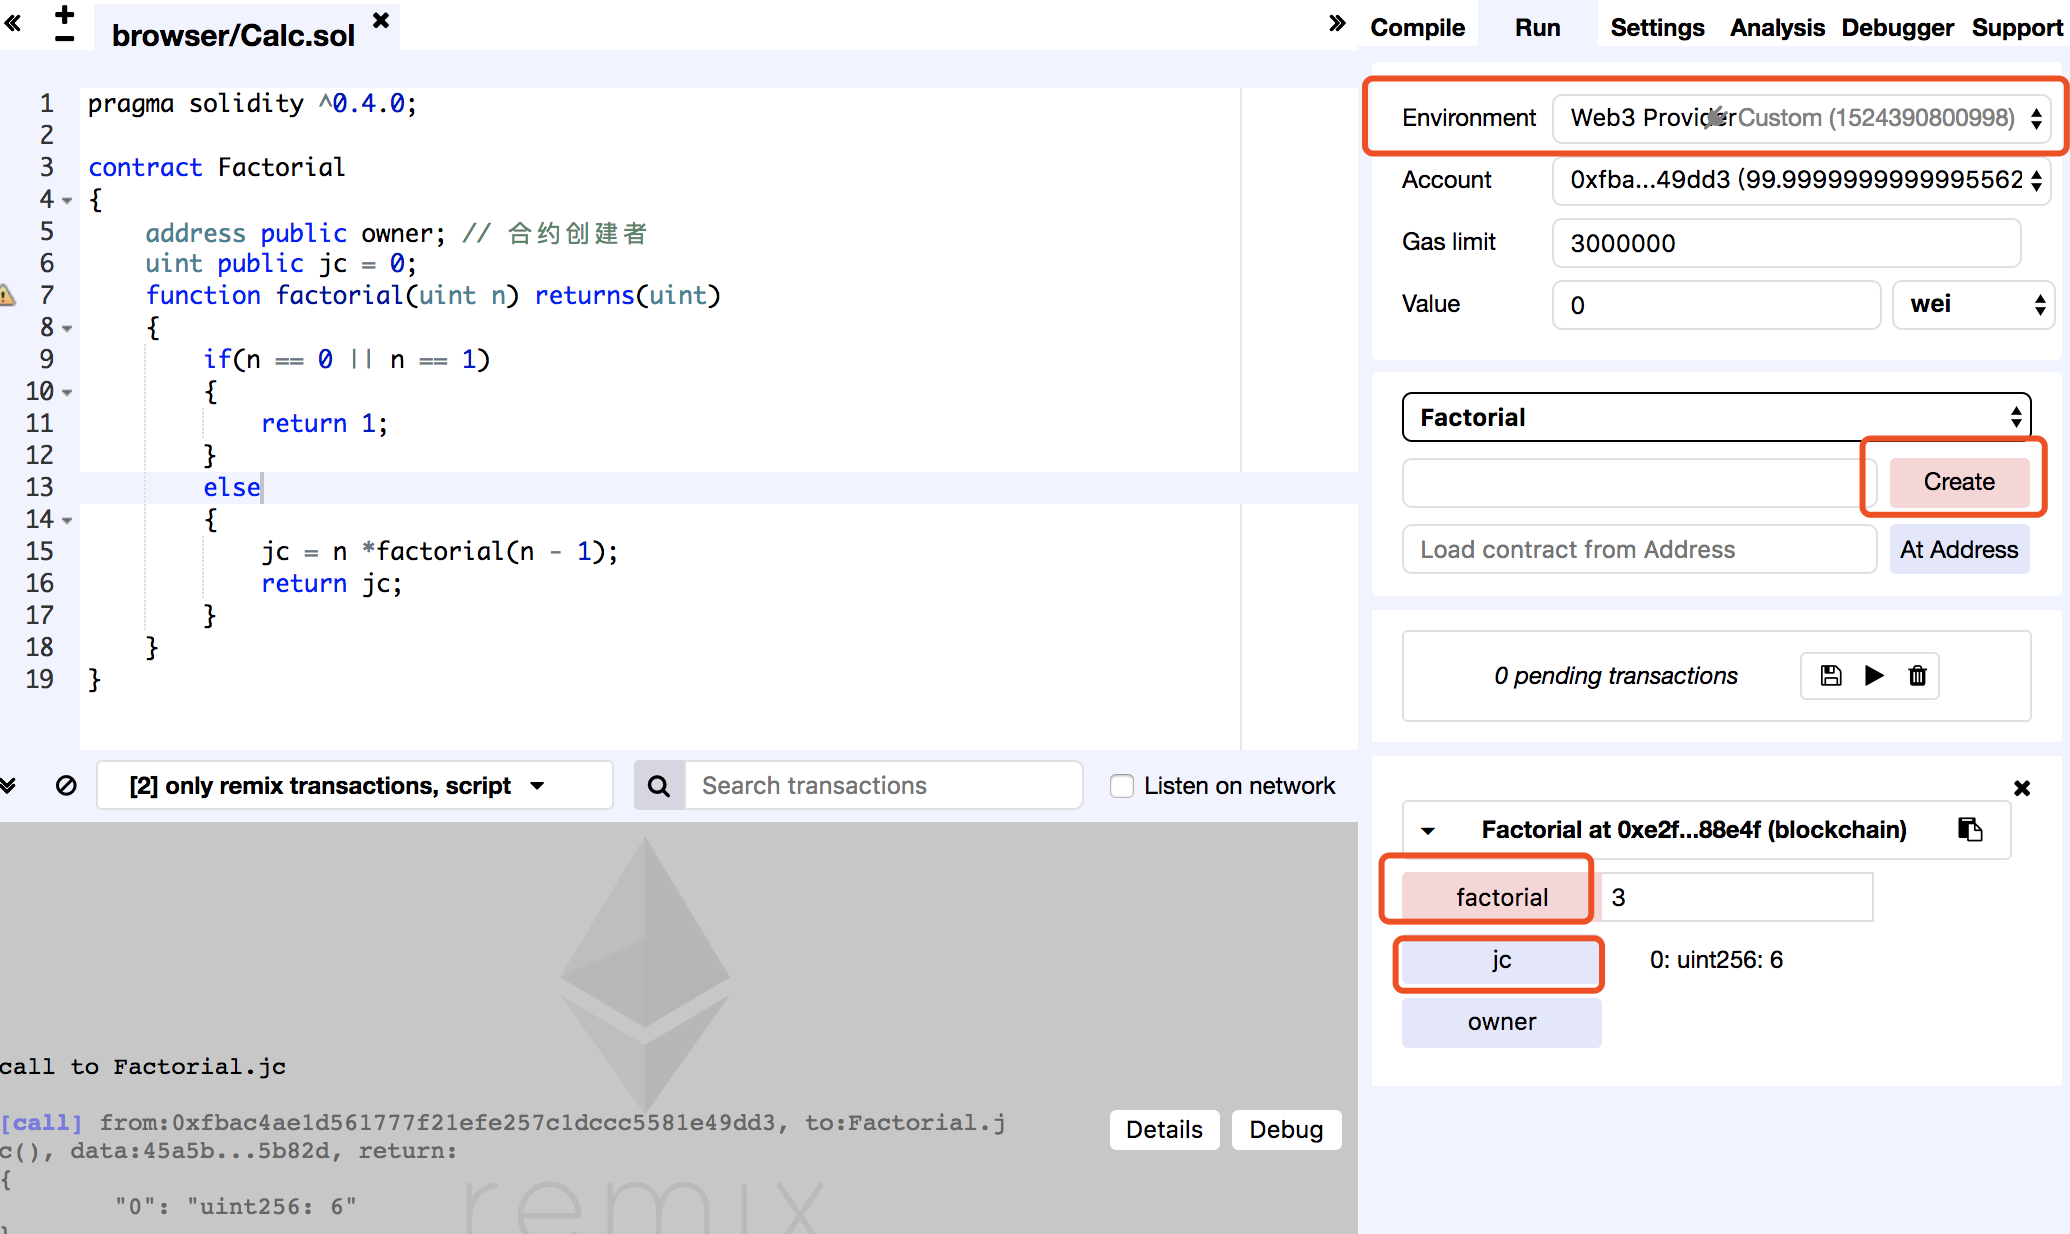 browser/Calc.sol
Compile Run Settings Analysis Debugger Support
1 pragma solidity ^0.4.0;
2
3 contract Factorial
4 {
5 address public owner; // 合约创建者
6 uint public jc = 0;
7 function factorial(uint n) returns(uint)
8 {
9 if(n == 0 || n == 1)
10 {
11 return 1;
12 }
13 else
14 {
15 jc = n *factorial(n - 1);
16 return jc;
17 }
18 }
19 }
[2] only remix transactions, script
Search transactions
Listen on network
call to Factorial.jc
[call] from:0xfbac4ae1d561777f21efe257c1dccc5581e49dd3, to:Factorial.j
c(), data:45a5b...5b82d, return:
{
"0": "uint256: 6"
}
Details Debug
remix
Environment Web3 Provider Custom (1524390800998)
Account 0xfba...49dd3 (99.9999999999995562
Gas limit 3000000
Value 0 wei
Factorial
Create
Load contract from Address At Address
0 pending transactions
Factorial at 0xe2f...88e4f (blockchain)
factorial 3
jc 0: uint256: 6
owner